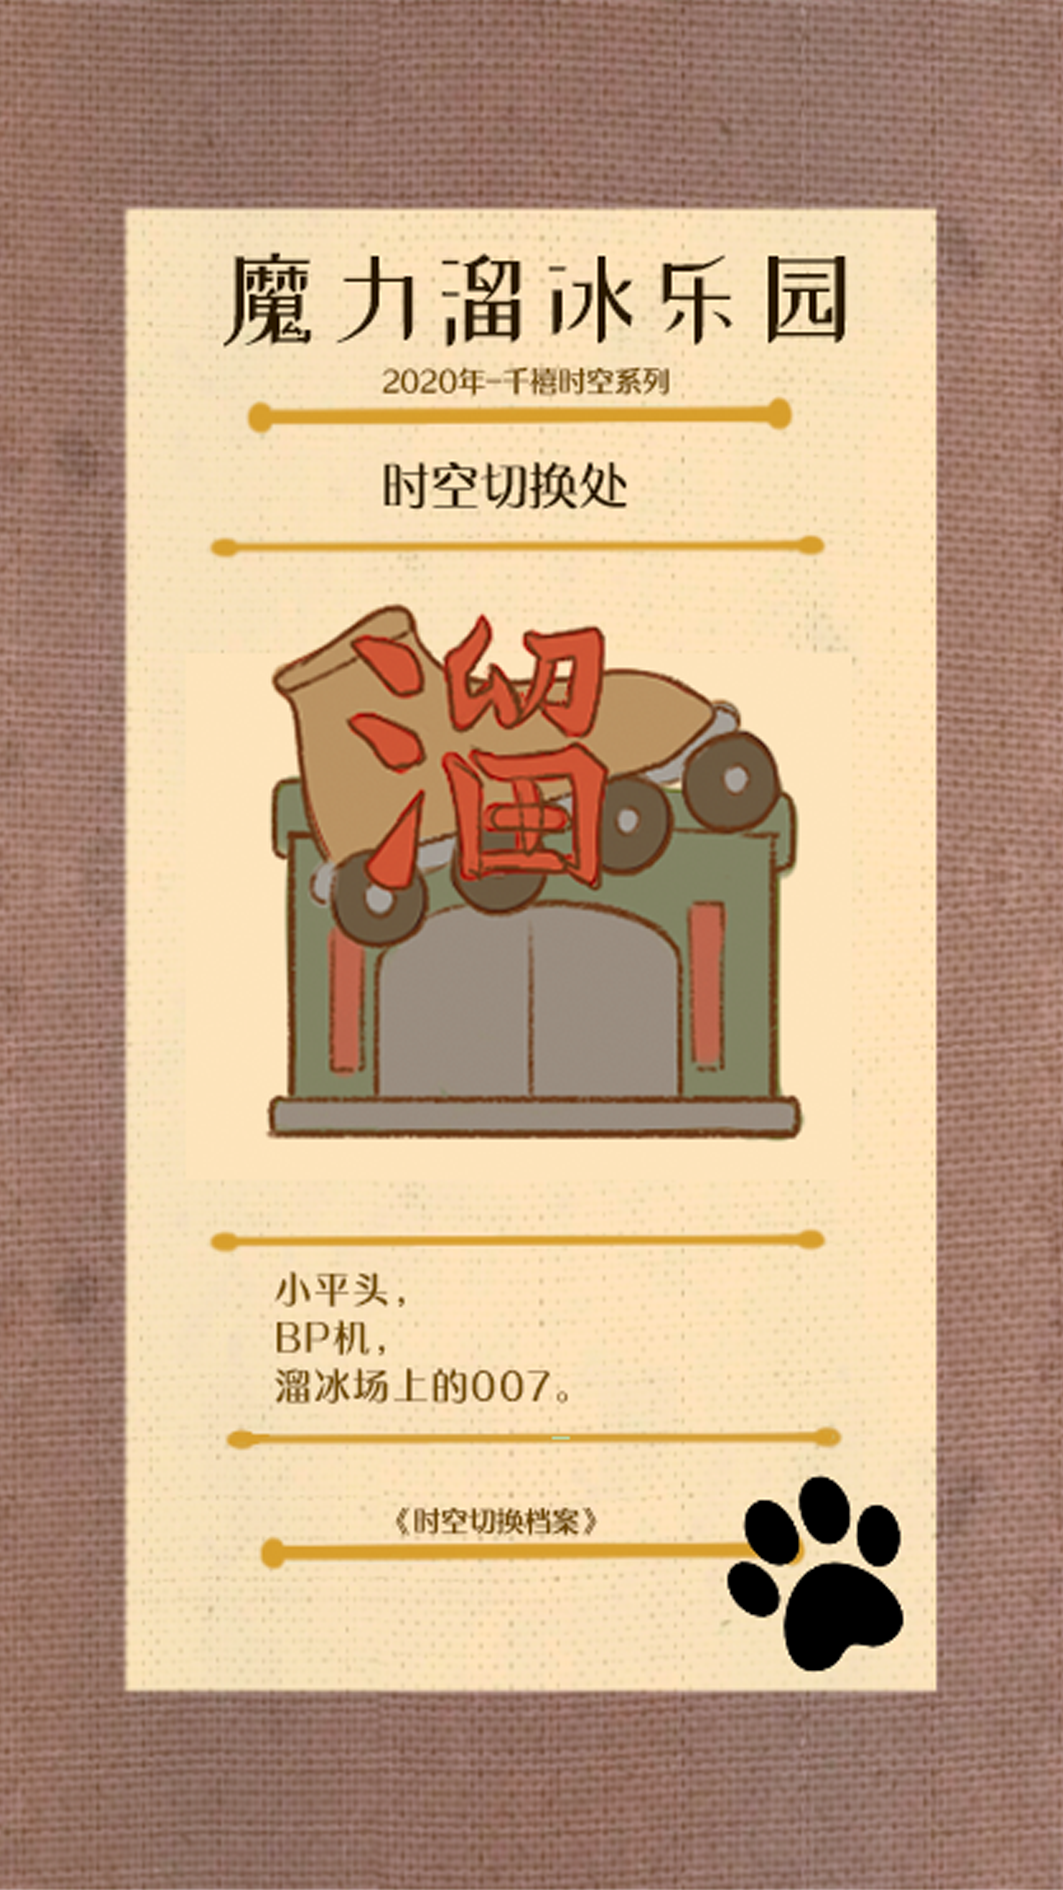 魔力溜冰乐园
2020年-千禧时空系列
时空切换处
溜
小平头，
BP机，
溜冰场上的007。
《时空切换档案》